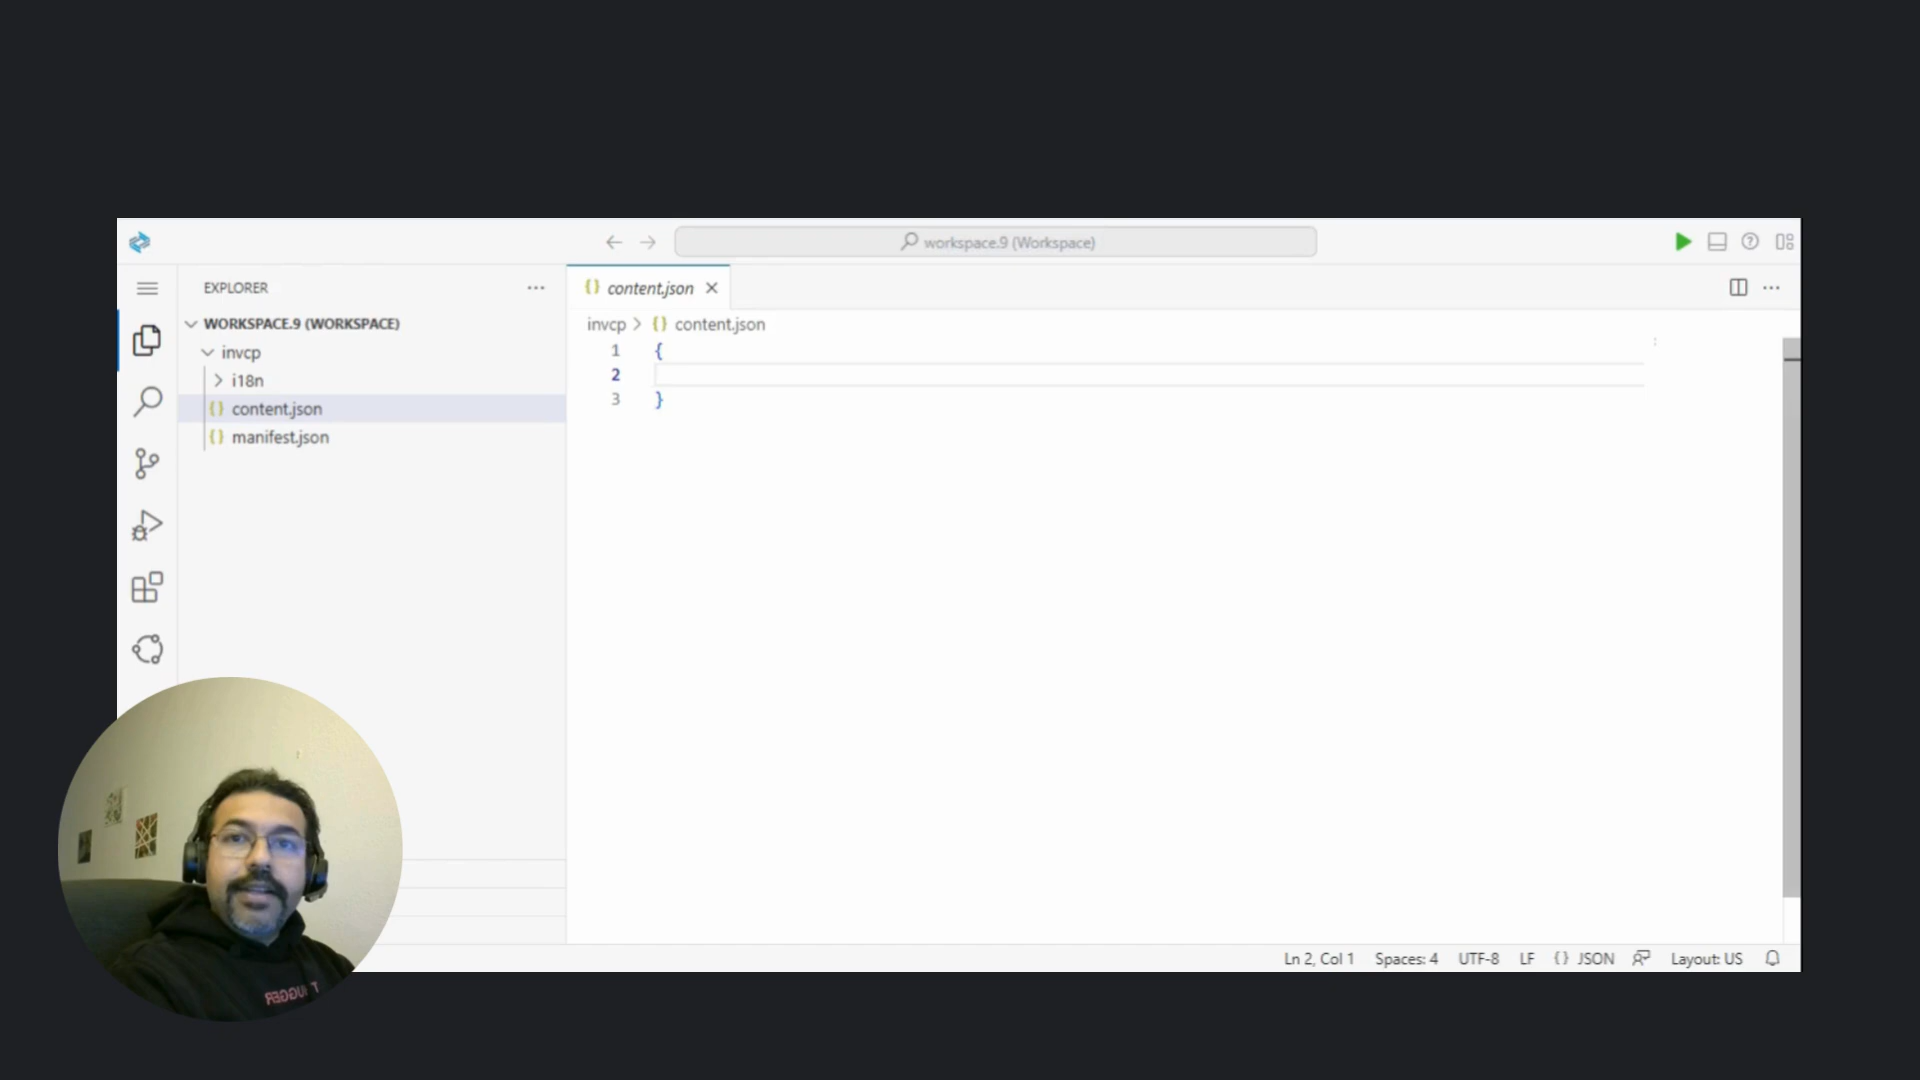 workspace.9 (Workspace)
EXPLORER
WORKSPACE.9 (WORKSPACE)
invcp
i18n
content.json
manifest.json
content.json
invcp > {} content.json
1 {
2
3 }
Ln 2, Col 1 Spaces: 4 UTF-8 LF {} JSON Layout: US